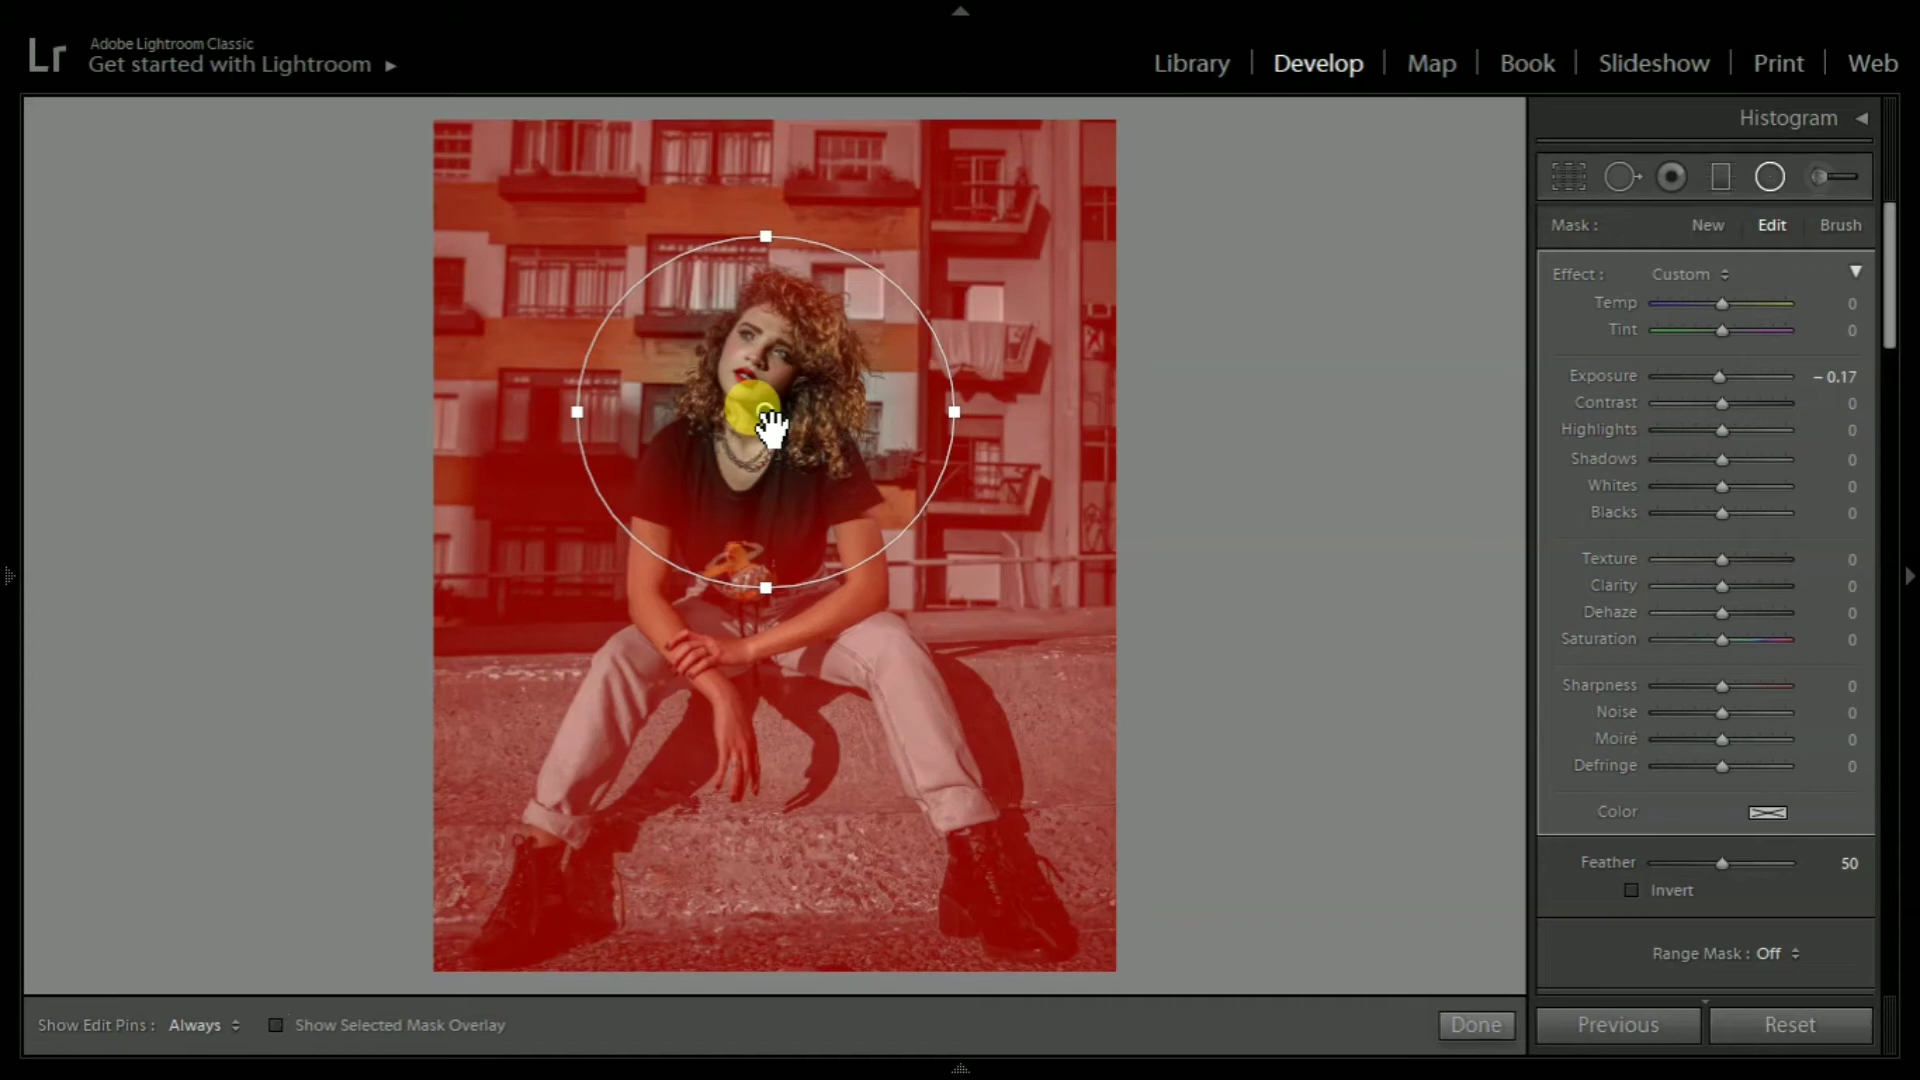 Lr
Adobe Lightroom Classic
Get started with Lightroom ▸
Library | Develop | Map | Book | Slideshow | Print | Web
Histogram
Mask : New Edit Brush
Effect : Custom
Temp 0
Tint 0
Exposure – 0.17
Contrast 0
Highlights 0
Shadows 0
Whites 0
Blacks 0
Texture 0
Clarity 0
Dehaze 0
Saturation 0
Sharpness 0
Noise 0
Moiré 0
Defringe 0
Color
Feather 50
Invert
Range Mask : Off
Show Edit Pins : Always Show Selected Mask Overlay Done
Previous Reset